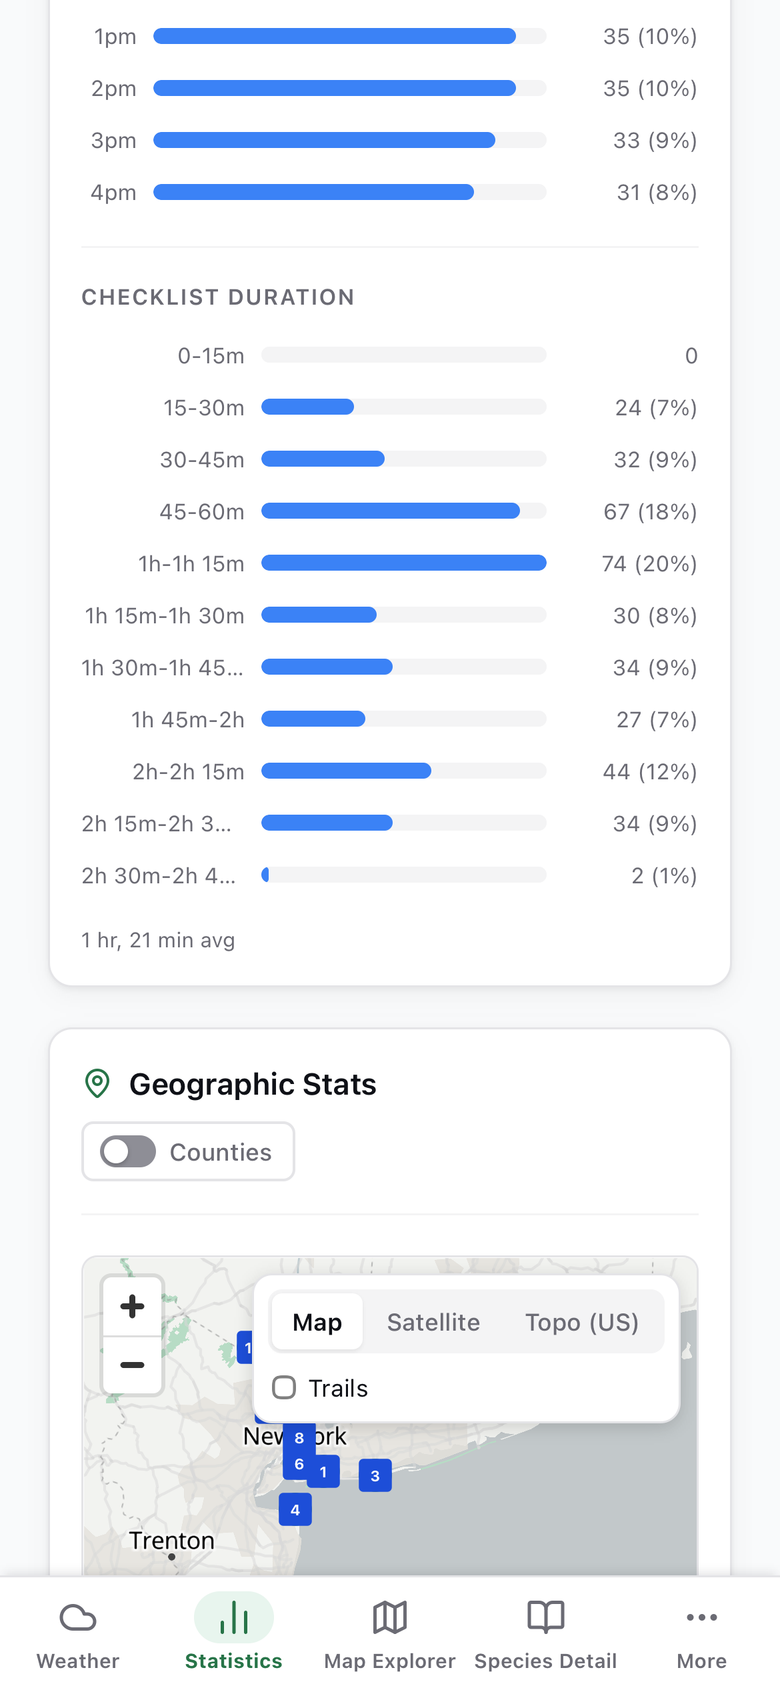 1pm 35 (10%)
2pm 35 (10%)
3pm 33 (9%)
4pm 31 (8%)
CHECKLIST DURATION
0-15m 0
15-30m 24 (7%)
30-45m 32 (9%)
45-60m 67 (18%)
1h-1h 15m 74 (20%)
1h 15m-1h 30m 30 (8%)
1h 30m-1h 45... 34 (9%)
1h 45m-2h 27 (7%)
2h-2h 15m 44 (12%)
2h 15m-2h 3... 34 (9%)
2h 30m-2h 4... 2 (1%)
1 hr, 21 min avg
Geographic Stats
Counties
+
Map Satellite Topo (US)
1
−
Trails
8
6
1
3
4
Trenton
Weather Statistics Map Explorer Species Detail More